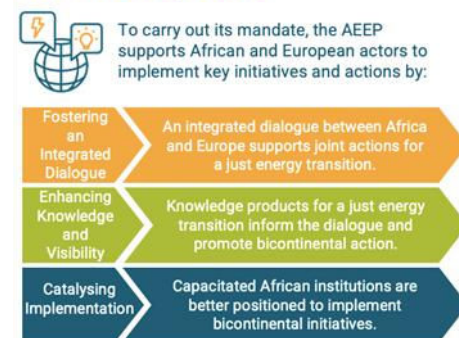 To carry out its mandate, the AEEP
supports African and European actors to
implement key initiatives and actions by:
Fostering
an
Integrated
Dialogue
An integrated dialogue between Africa
and Europe supports joint actions for
a just energy transition.
Enhancing
Knowledge
and
Visibility
Knowledge products for a just energy
transition inform the dialogue and
promote bicontinental action.
Catalysing
Implementation
Capacitated African institutions are
better positioned to implement
bicontinental initiatives.